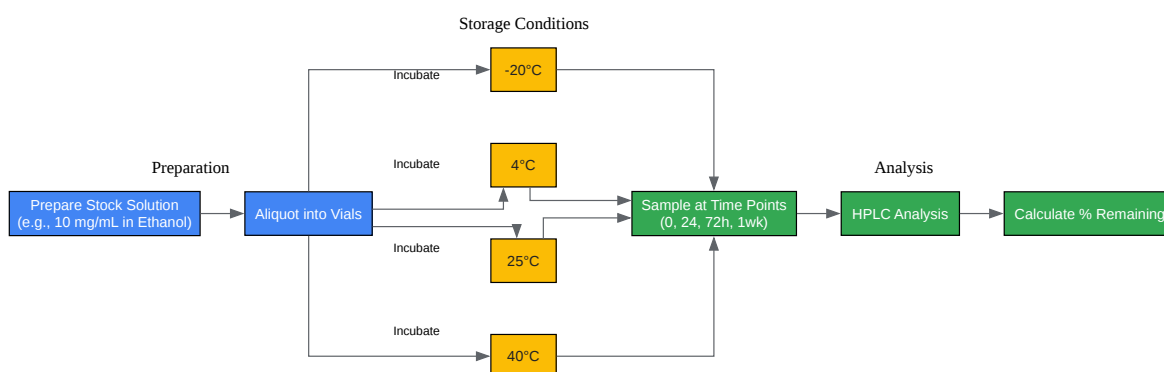 Storage Conditions
Incubate
-20°C
Preparation
Incubate
4°C
Analysis
Prepare Stock Solution
(e.g., 10 mg/mL in Ethanol)
Aliquot into Vials
Sample at Time Points
(0, 24, 72h, 1wk)
HPLC Analysis
Calculate % Remaining
Incubate
25°C
Incubate
40°C